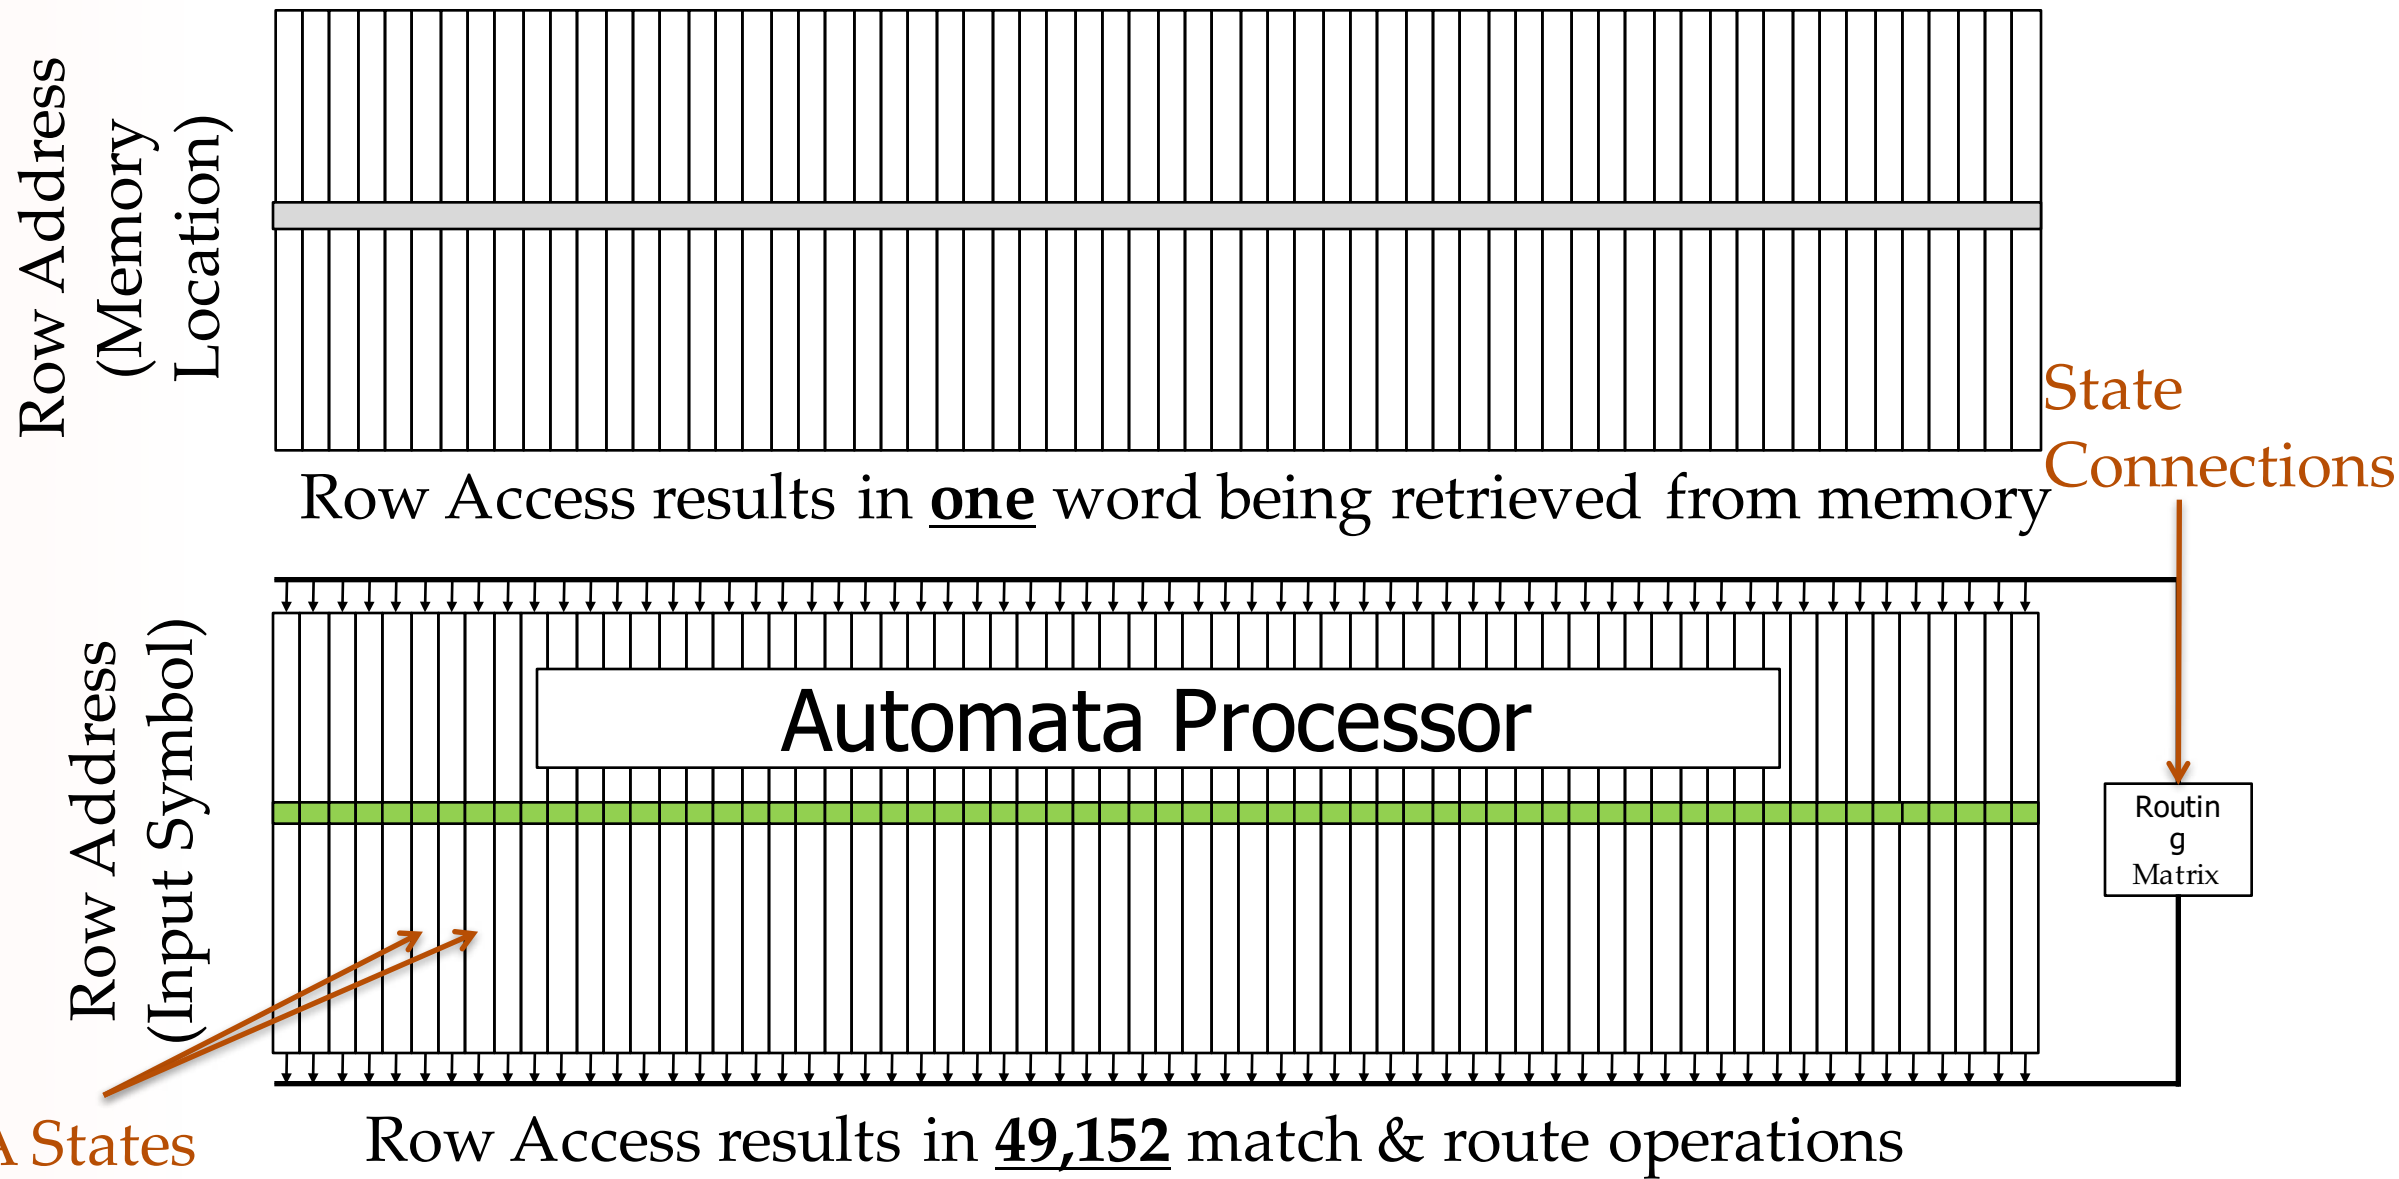 Row Address
(Memory
Location)
Row Access results in one word being retrieved from memory
State
Connections
Row Address
(Input Symbol)
Automata Processor
Routin
g
Matrix
A States
Row Access results in 49,152 match & route operations